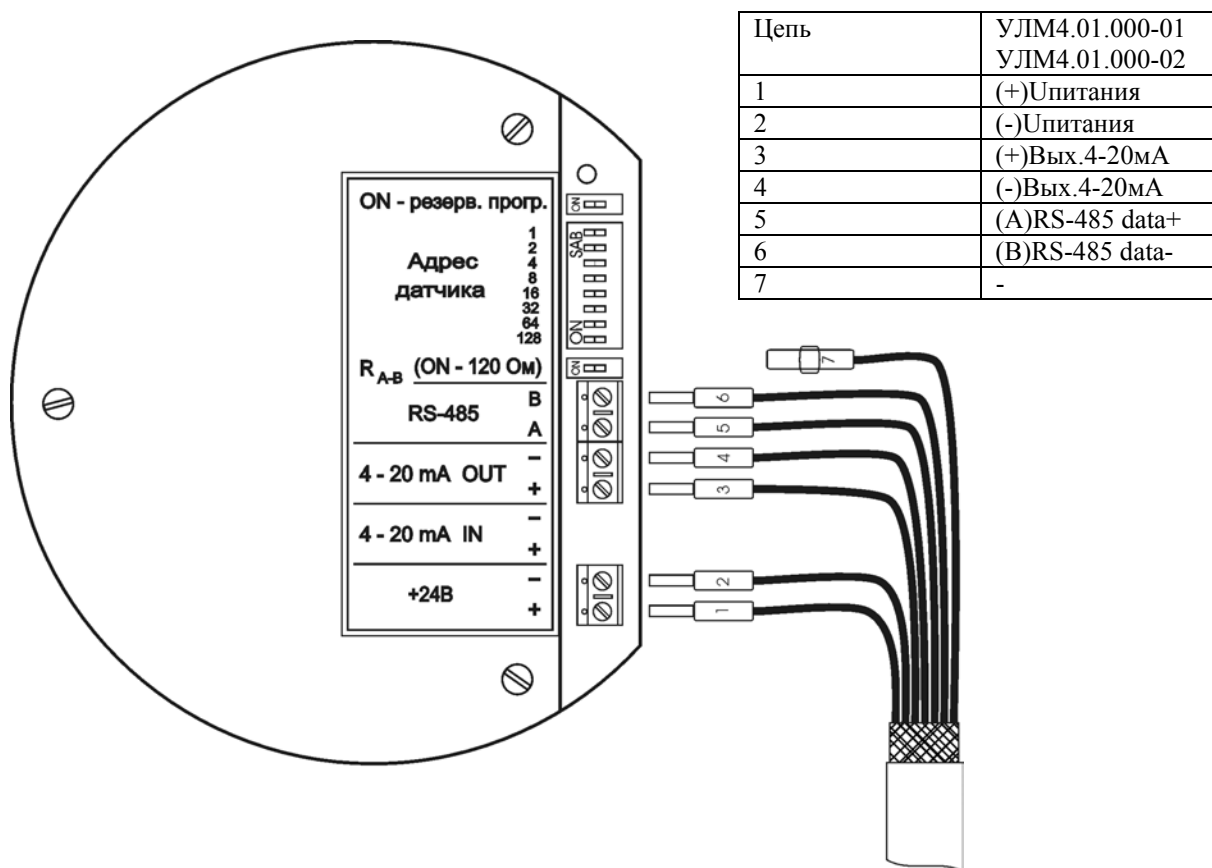 Цепь УЛМ4.01.000-01
УЛМ4.01.000-02
1 (+)Uпитания
2 (-)Uпитания
3 (+)Вых.4-20мА
4 (-)Вых.4-20мА
5 (A)RS-485 data+
6 (B)RS-485 data-
7 -
ON - резерв. прогр.
ON
Адрес
датчика
1
2
4
8
16
32
64
128
SAB
ON
R A-B (ON - 120 Ом)
ON
RS-485
B
A
4 - 20 mA OUT
-
+
4 - 20 mA IN
-
+
+24В
-
+
7
6
5
4
3
2
1